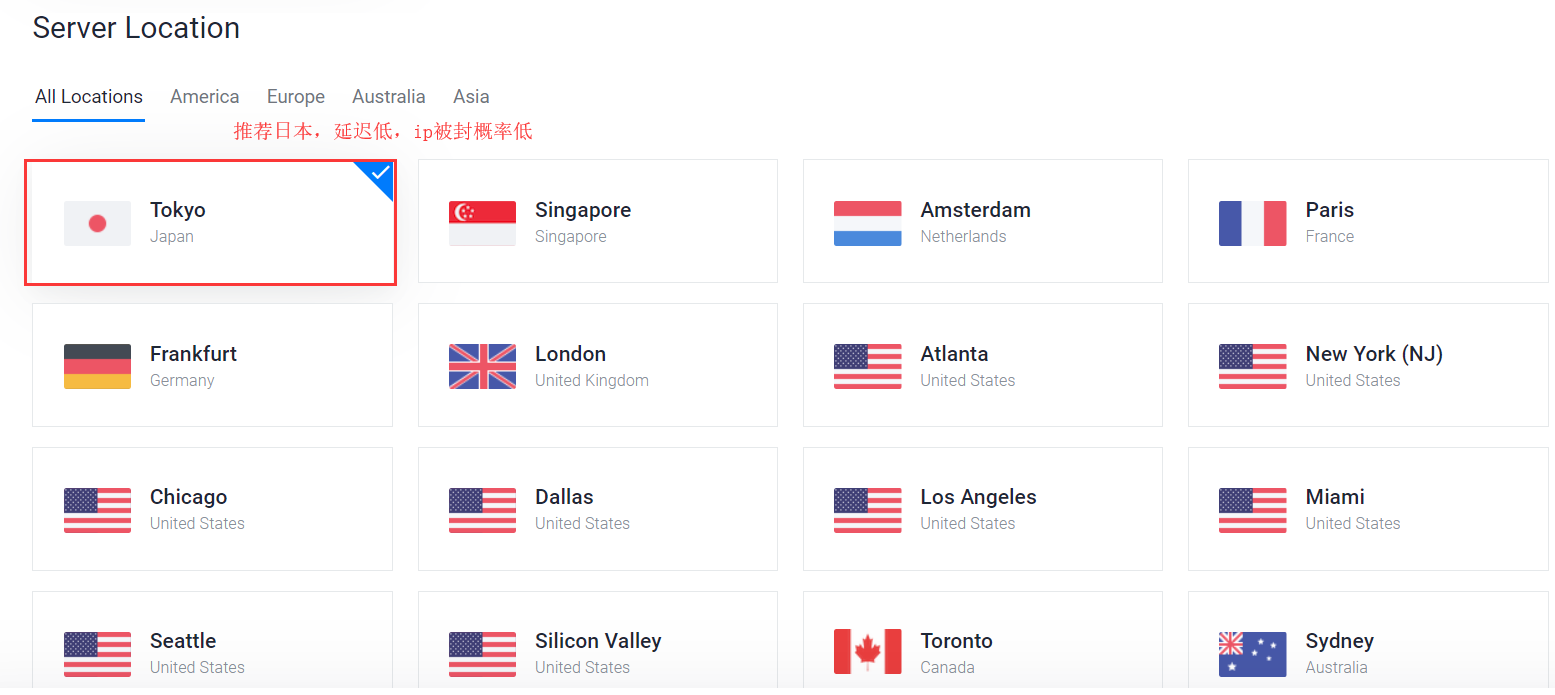 Server Location
All Locations America Europe Australia Asia
推荐日本，延迟低，ip被封概率低
Tokyo
Japan
Singapore
Singapore
Amsterdam
Netherlands
Paris
France
Frankfurt
Germany
London
United Kingdom
Atlanta
United States
New York (NJ)
United States
Chicago
United States
Dallas
United States
Los Angeles
United States
Miami
United States
Seattle
United States
Silicon Valley
United States
Toronto
Canada
Sydney
Australia